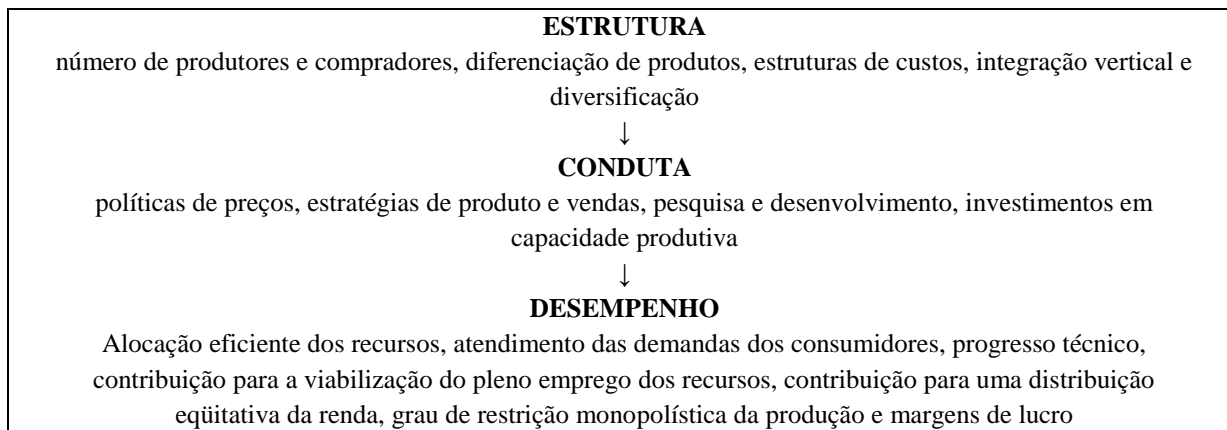 ESTRUTURA
número de produtores e compradores, diferenciação de produtos, estruturas de custos, integração vertical e
diversificação
↓
CONDUTA
políticas de preços, estratégias de produto e vendas, pesquisa e desenvolvimento, investimentos em
capacidade produtiva
↓
DESEMPENHO
Alocação eficiente dos recursos, atendimento das demandas dos consumidores, progresso técnico,
contribuição para a viabilização do pleno emprego dos recursos, contribuição para uma distribuição
eqüitativa da renda, grau de restrição monopolística da produção e margens de lucro